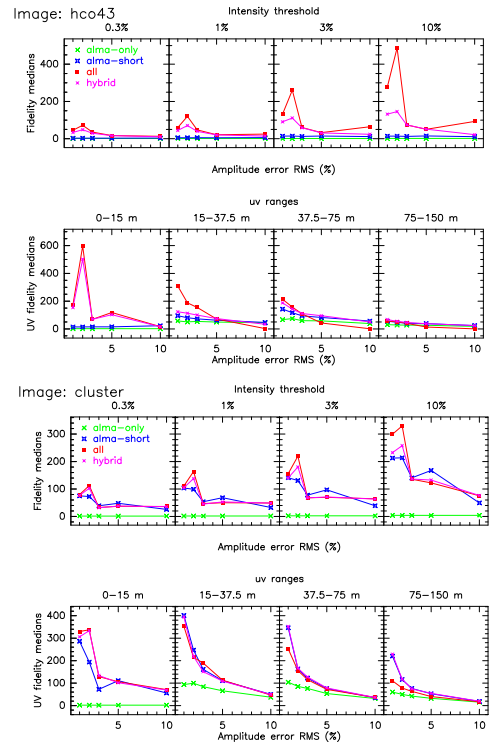 Image: hco43
Intensity threshold
0.3% 1% 3% 10%
alma-only
alma-short
all
hybrid
Fidelity medians
400
200
0
Amplitude error RMS (%)
uv ranges
0-15 m 15-37.5 m 37.5-75 m 75-150 m
UV fidelity medians
600
400
200
0
5 10 5 10 5 10 5 10
Amplitude error RMS (%)
Image: cluster
Intensity threshold
0.3% 1% 3% 10%
alma-only
alma-short
all
hybrid
Fidelity medians
300
200
100
0
Amplitude error RMS (%)
uv ranges
0-15 m 15-37.5 m 37.5-75 m 75-150 m
UV fidelity medians
400
300
200
100
0
5 10 5 10 5 10 5 10
Amplitude error RMS (%)